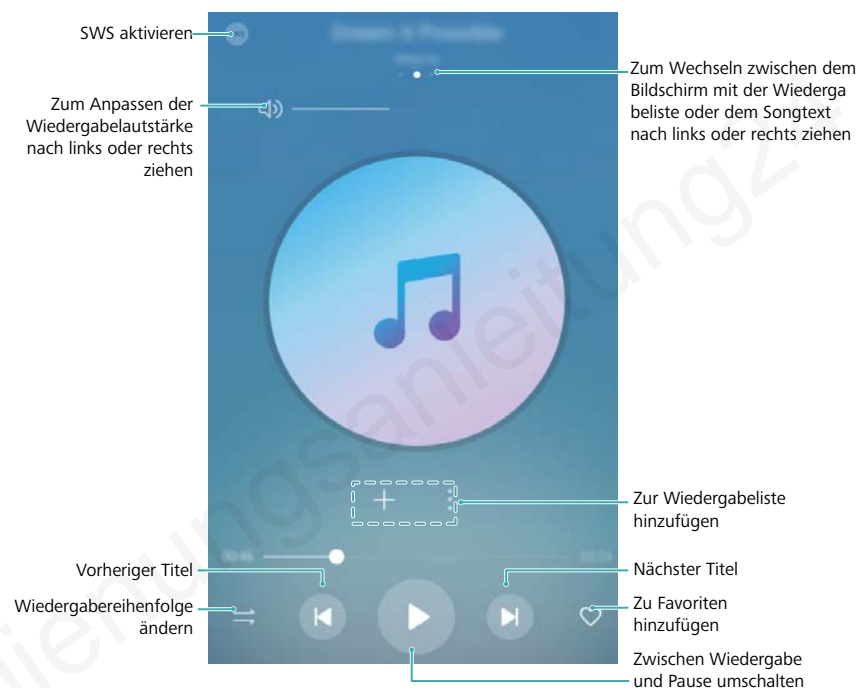 SWS aktivieren
Zum Anpassen der
Wiedergabelautstärke
nach links oder rechts
ziehen
Zum Wechseln zwischen dem
Bildschirm mit der Wiederga
beliste oder dem Songtext
nach links oder rechts ziehen
Zur Wiedergabeliste
hinzufügen
Vorheriger Titel
Nächster Titel
Wiedergabereihenfolge
ändern
Zu Favoriten
hinzufügen
Zwischen Wiedergabe
und Pause umschalten